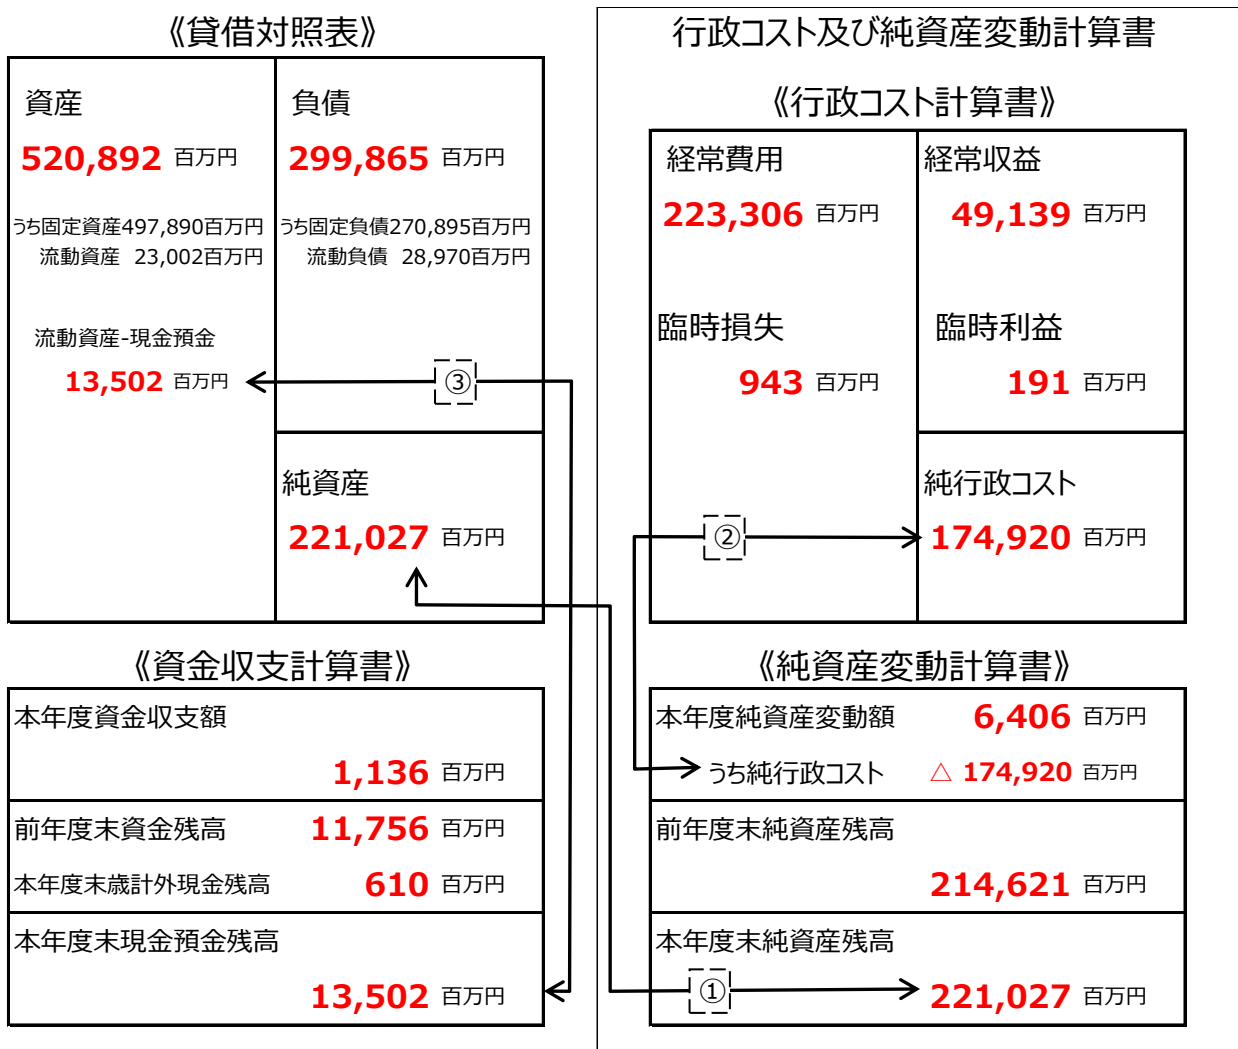 《貸借対照表》
資産
520,892 百万円
うち固定資産497,890百万円
流動資産 23,002百万円
流動資産-現金預金
13,502 百万円
負債
299,865 百万円
うち固定負債270,895百万円
流動負債 28,970百万円
③
純資産
221,027 百万円
行政コスト及び純資産変動計算書
《行政コスト計算書》
経常費用
223,306 百万円
臨時損失
943 百万円
②
経常収益
49,139 百万円
臨時利益
191 百万円
純行政コスト
174,920 百万円
《資金収支計算書》
本年度資金収支額
1,136 百万円
前年度末資金残高 11,756 百万円
本年度末歳計外現金残高 610 百万円
本年度末現金預金残高
13,502 百万円
《純資産変動計算書》
本年度純資産変動額 6,406 百万円
うち純行政コスト △ 174,920 百万円
前年度末純資産残高
214,621 百万円
本年度末純資産残高
① 221,027 百万円